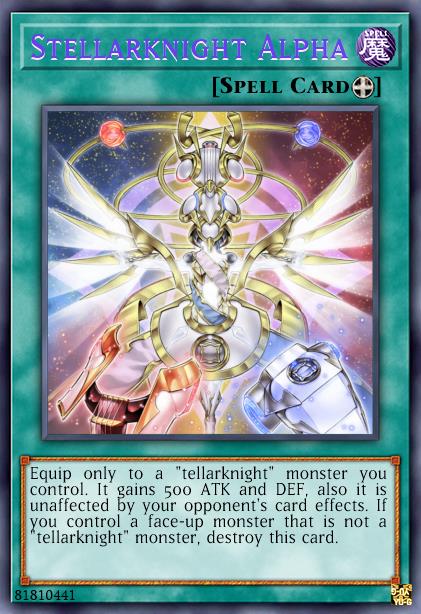 Stellarknight Alpha
SPELL
魔
[Spell Card]
Equip only to a "tellarknight" monster you
control. It gains 500 ATK and DEF, also it is
unaffected by your opponent's card effects. If
you control a face-up monster that is not a
"tellarknight" monster, destroy this card.
81810441